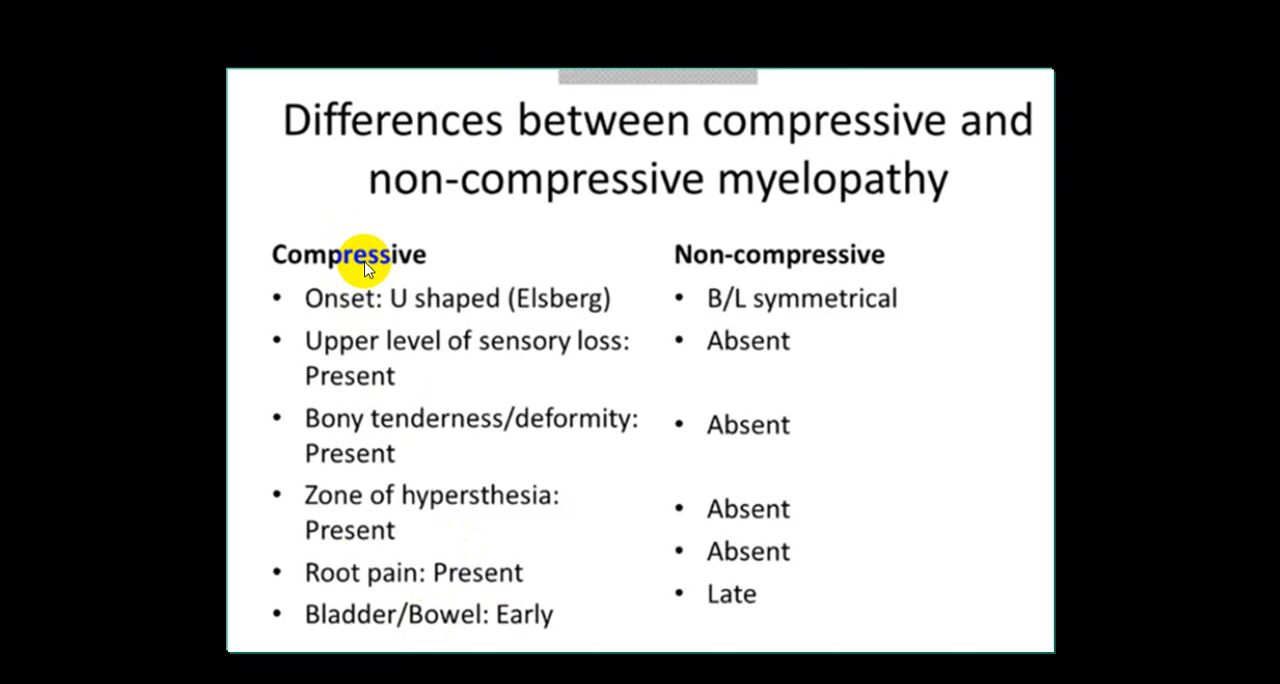 Differences between compressive and
non-compressive myelopathy
Compressive
• Onset: U shaped (Elsberg)
• Upper level of sensory loss:
Present
• Bony tenderness/deformity:
Present
• Zone of hypersthesia:
Present
• Root pain: Present
• Bladder/Bowel: Early
Non-compressive
• B/L symmetrical
• Absent
• Absent
• Absent
• Absent
• Late